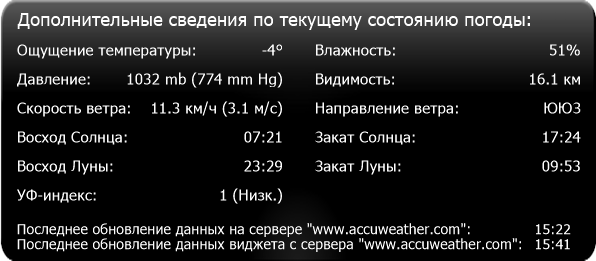 Дополнительные сведения по текущему состоянию погоды:
Ощущение температуры: -4° Влажность: 51%
Давление: 1032 mb (774 mm Hg) Видимость: 16.1 км
Скорость ветра: 11.3 км/ч (3.1 м/с) Направление ветра: ЮЮЗ
Восход Солнца: 07:21 Закат Солнца: 17:24
Восход Луны: 23:29 Закат Луны: 09:53
УФ-индекс: 1 (Низк.)
Последнее обновление данных на сервере "www.accuweather.com": 15:22
Последнее обновление данных виджета с сервера "www.accuweather.com": 15:41